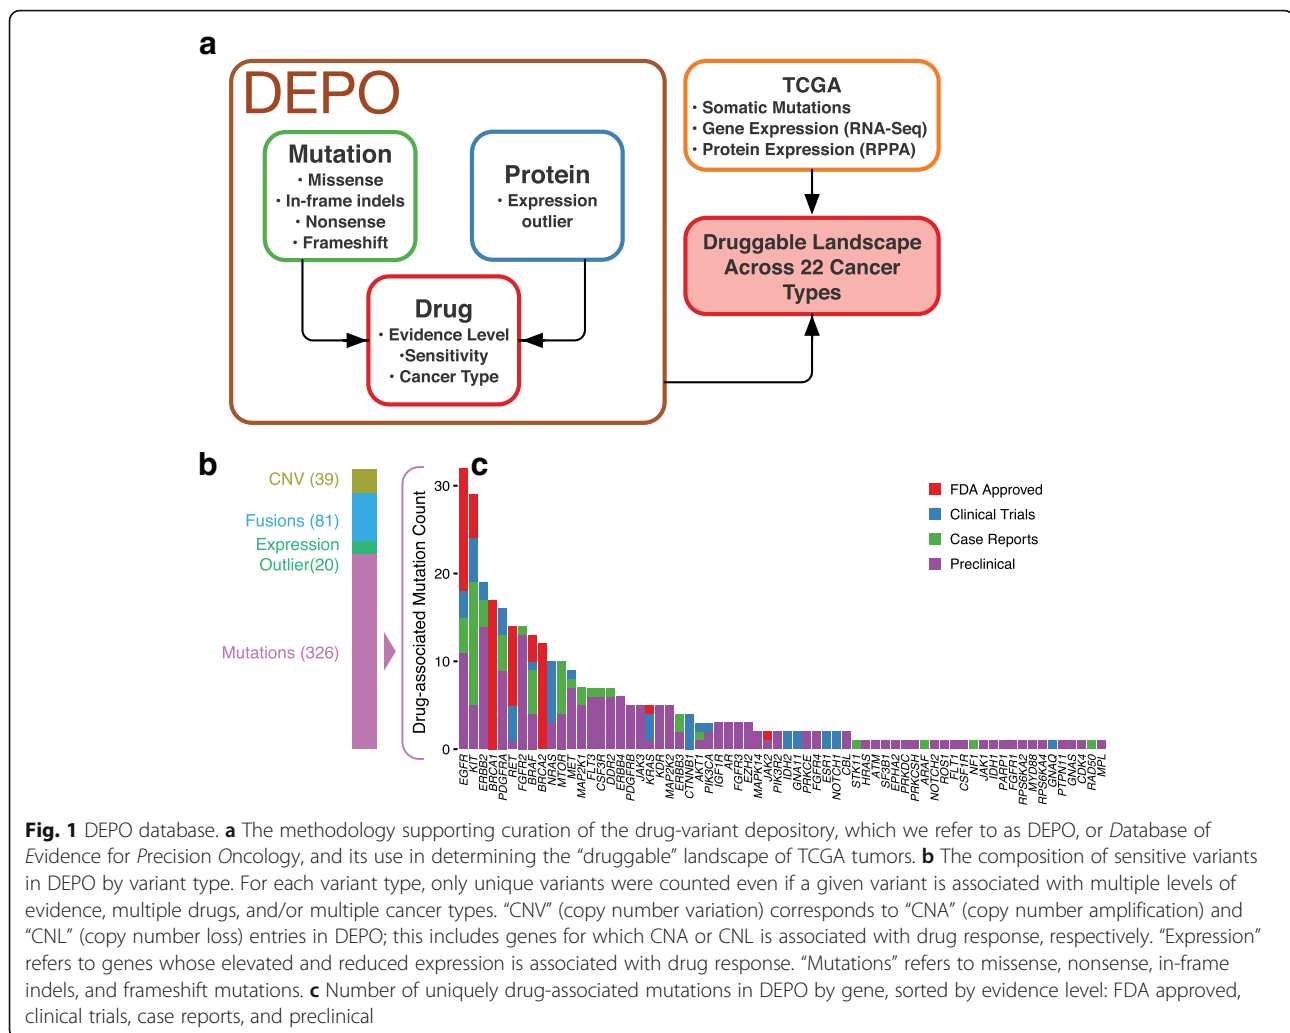 a
DEPO
Mutation
• Missense
• In-frame indels
• Nonsense
• Frameshift
Protein
• Expression
outlier
Drug
• Evidence Level
•Sensitivity
• Cancer Type
TCGA
• Somatic Mutations
• Gene Expression (RNA-Seq)
• Protein Expression (RPPA)
Druggable Landscape
Across 22 Cancer
Types
b
CNV (39)
Fusions (81)
Expression
Outlier(20)
Mutations (326)
c
Drug-associated Mutation Count
30
20
10
0
FDA Approved
Clinical Trials
Case Reports
Preclinical
EGFR
KIT
ERBB2
BRCA1
PDGFRA
RET
FGFR2
BRAF
BRCA2
NRAS
MTOR
MET
MAP2K1
FLT3
CSF3R
DDR2
ERBB4
PDGFRB
JAK3
KRAS
KDR
MAP2K2
ERBB3
CTNNB1
AKT1
PIK3CA
IGF1R
AR
FGFR3
EZH2
MAPK14
JAK2
PIK3R2
IDH2
GNA11
PRKCE
FGFR4
ESR1
NOTCH1
CBL
STK11
HRAS
ATM
SF3B1
EPHA2
PRKDC
PRKCSH
ARAF
NOTCH2
ROS1
FLT1
CSF1R
NF1
JAK1
IDH1
PARP1
FGFR1
RPS6KA2
MYD88
RPS6KA4
GNAQ
PTPN11
GNAS
CDK4
RAD50
MPL
Fig. 1 DEPO database. a The methodology supporting curation of the drug-variant depository, which we refer to as DEPO, or Database of
Evidence for Precision Oncology, and its use in determining the “druggable” landscape of TCGA tumors. b The composition of sensitive variants
in DEPO by variant type. For each variant type, only unique variants were counted even if a given variant is associated with multiple levels of
evidence, multiple drugs, and/or multiple cancer types. “CNV” (copy number variation) corresponds to “CNA” (copy number amplification) and
“CNL” (copy number loss) entries in DEPO; this includes genes for which CNA or CNL is associated with drug response, respectively. “Expression”
refers to genes whose elevated and reduced expression is associated with drug response. “Mutations” refers to missense, nonsense, in-frame
indels, and frameshift mutations. c Number of uniquely drug-associated mutations in DEPO by gene, sorted by evidence level: FDA approved,
clinical trials, case reports, and preclinical